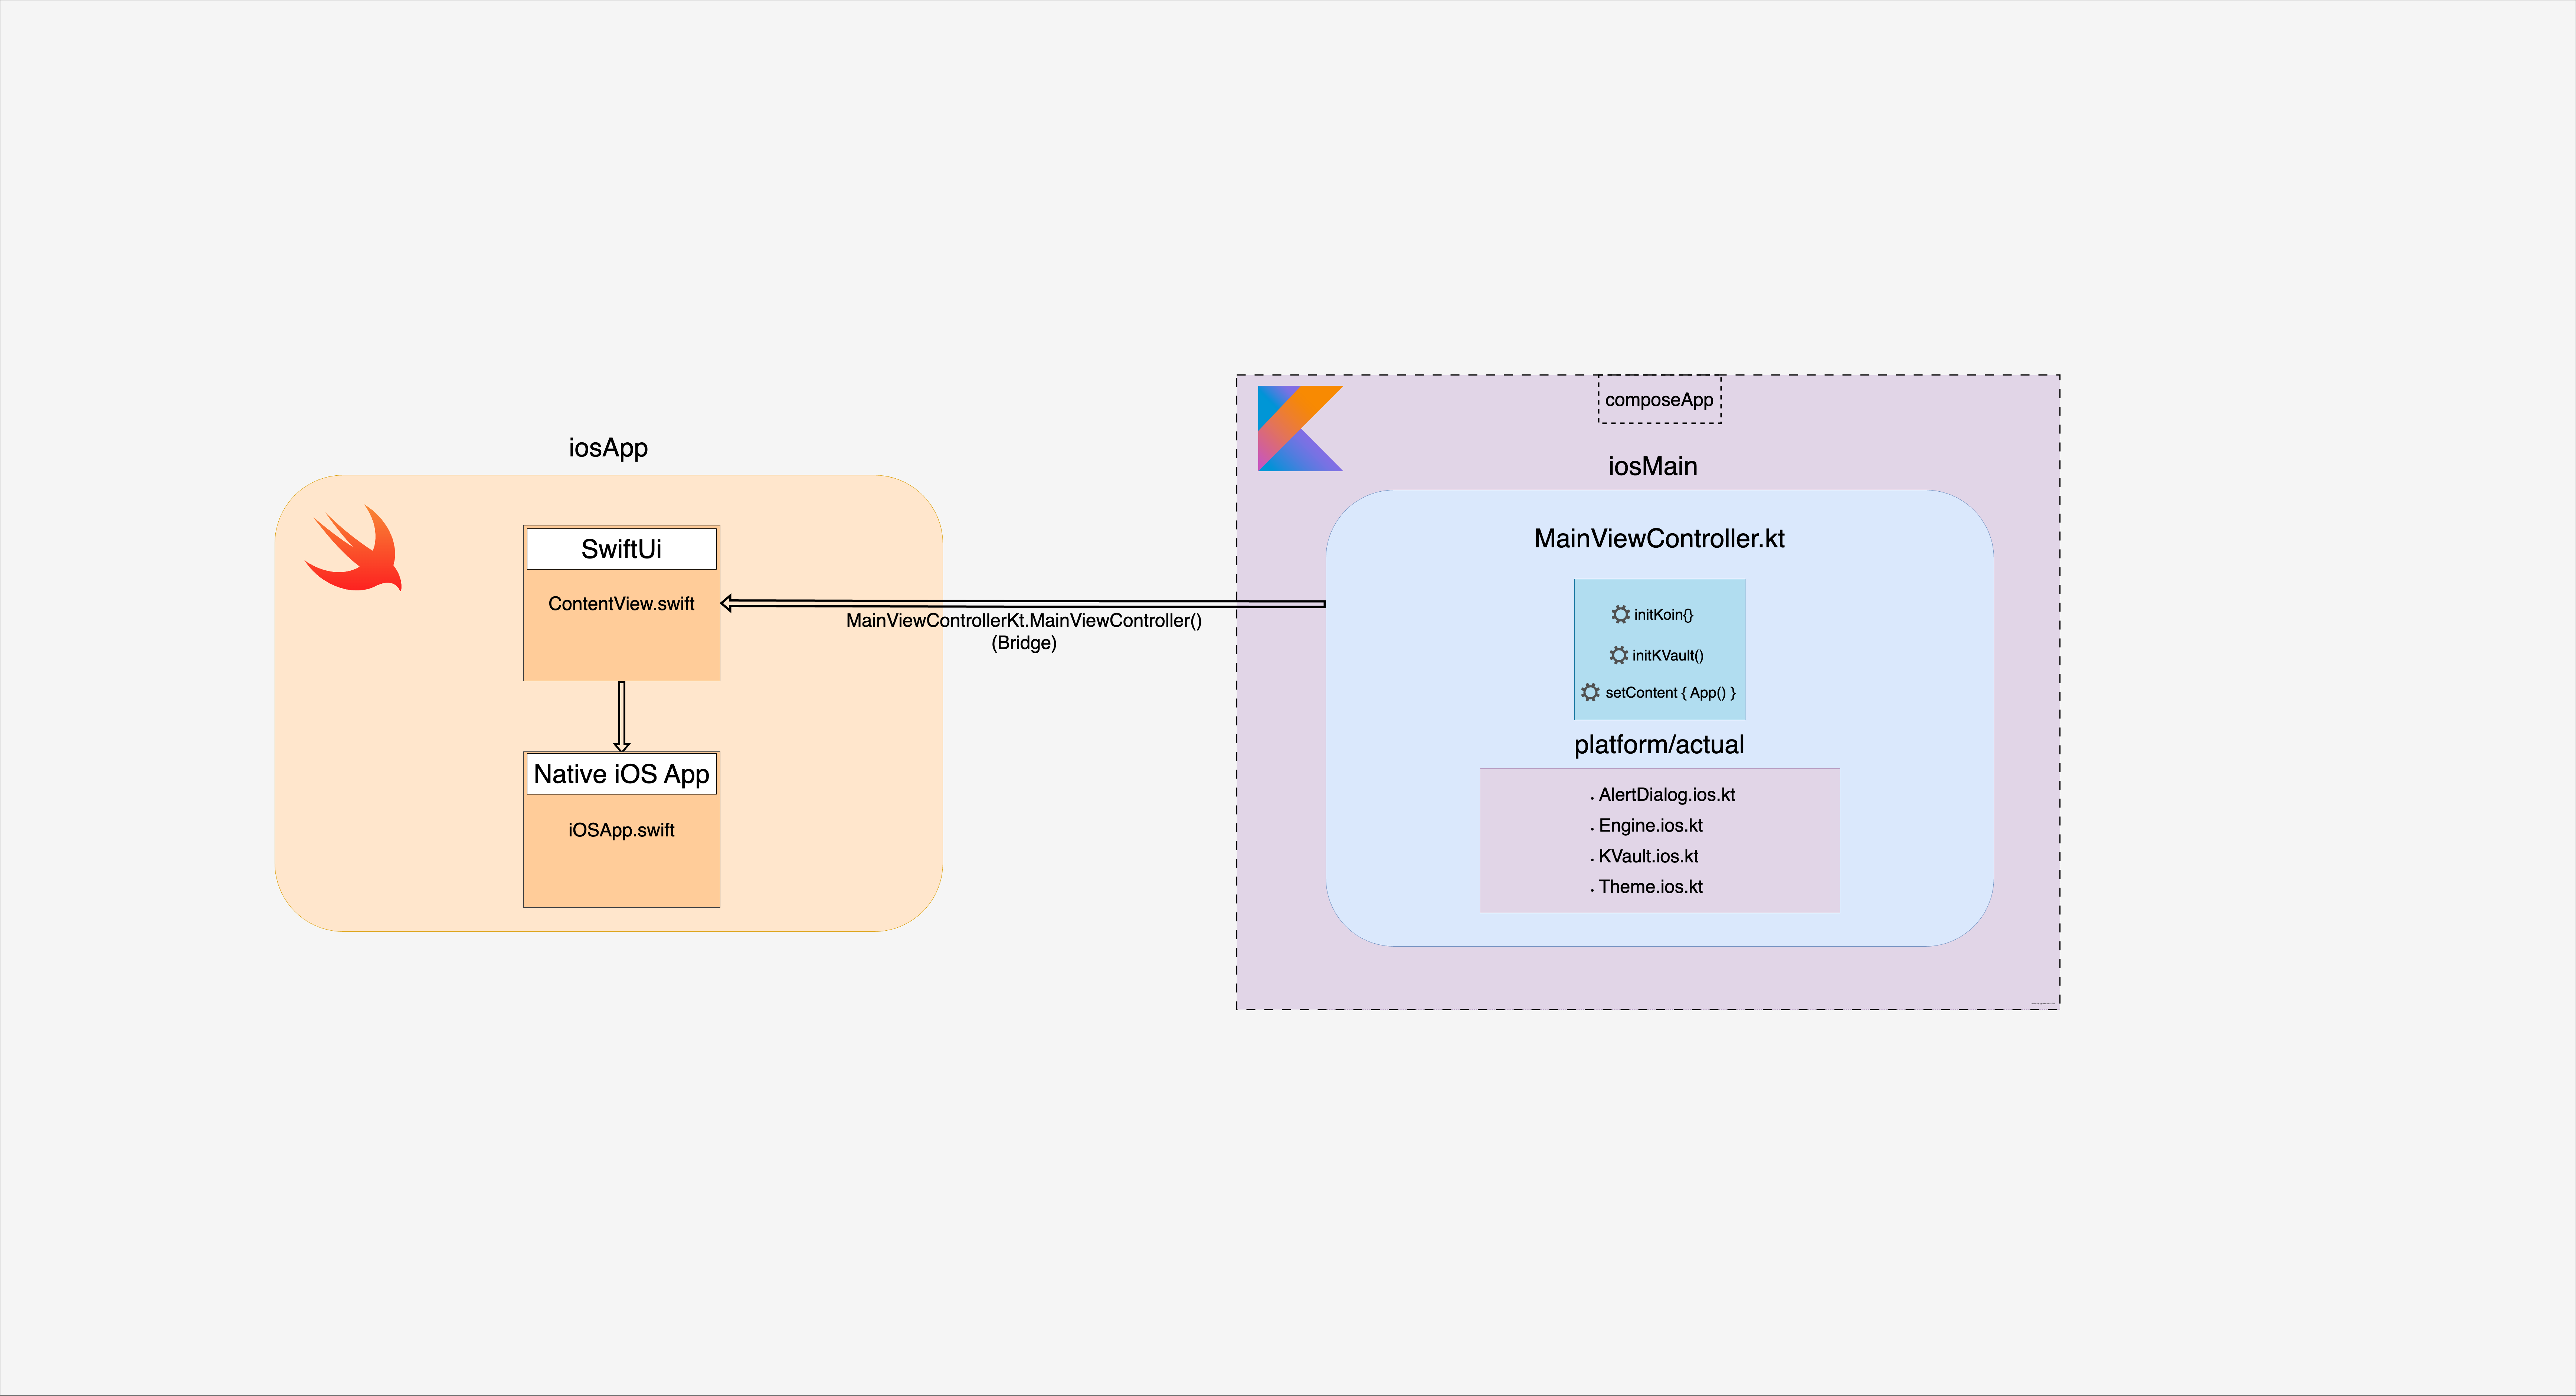 iosApp
SwiftUi
ContentView.swift
Native iOS App
iOSApp.swift
MainViewControllerKt.MainViewController()
(Bridge)
composeApp
iosMain
MainViewController.kt
initKoin{}
initKVault()
setContent { App() }
platform/actual
• AlertDialog.ios.kt
• Engine.ios.kt
• KVault.ios.kt
• Theme.ios.kt